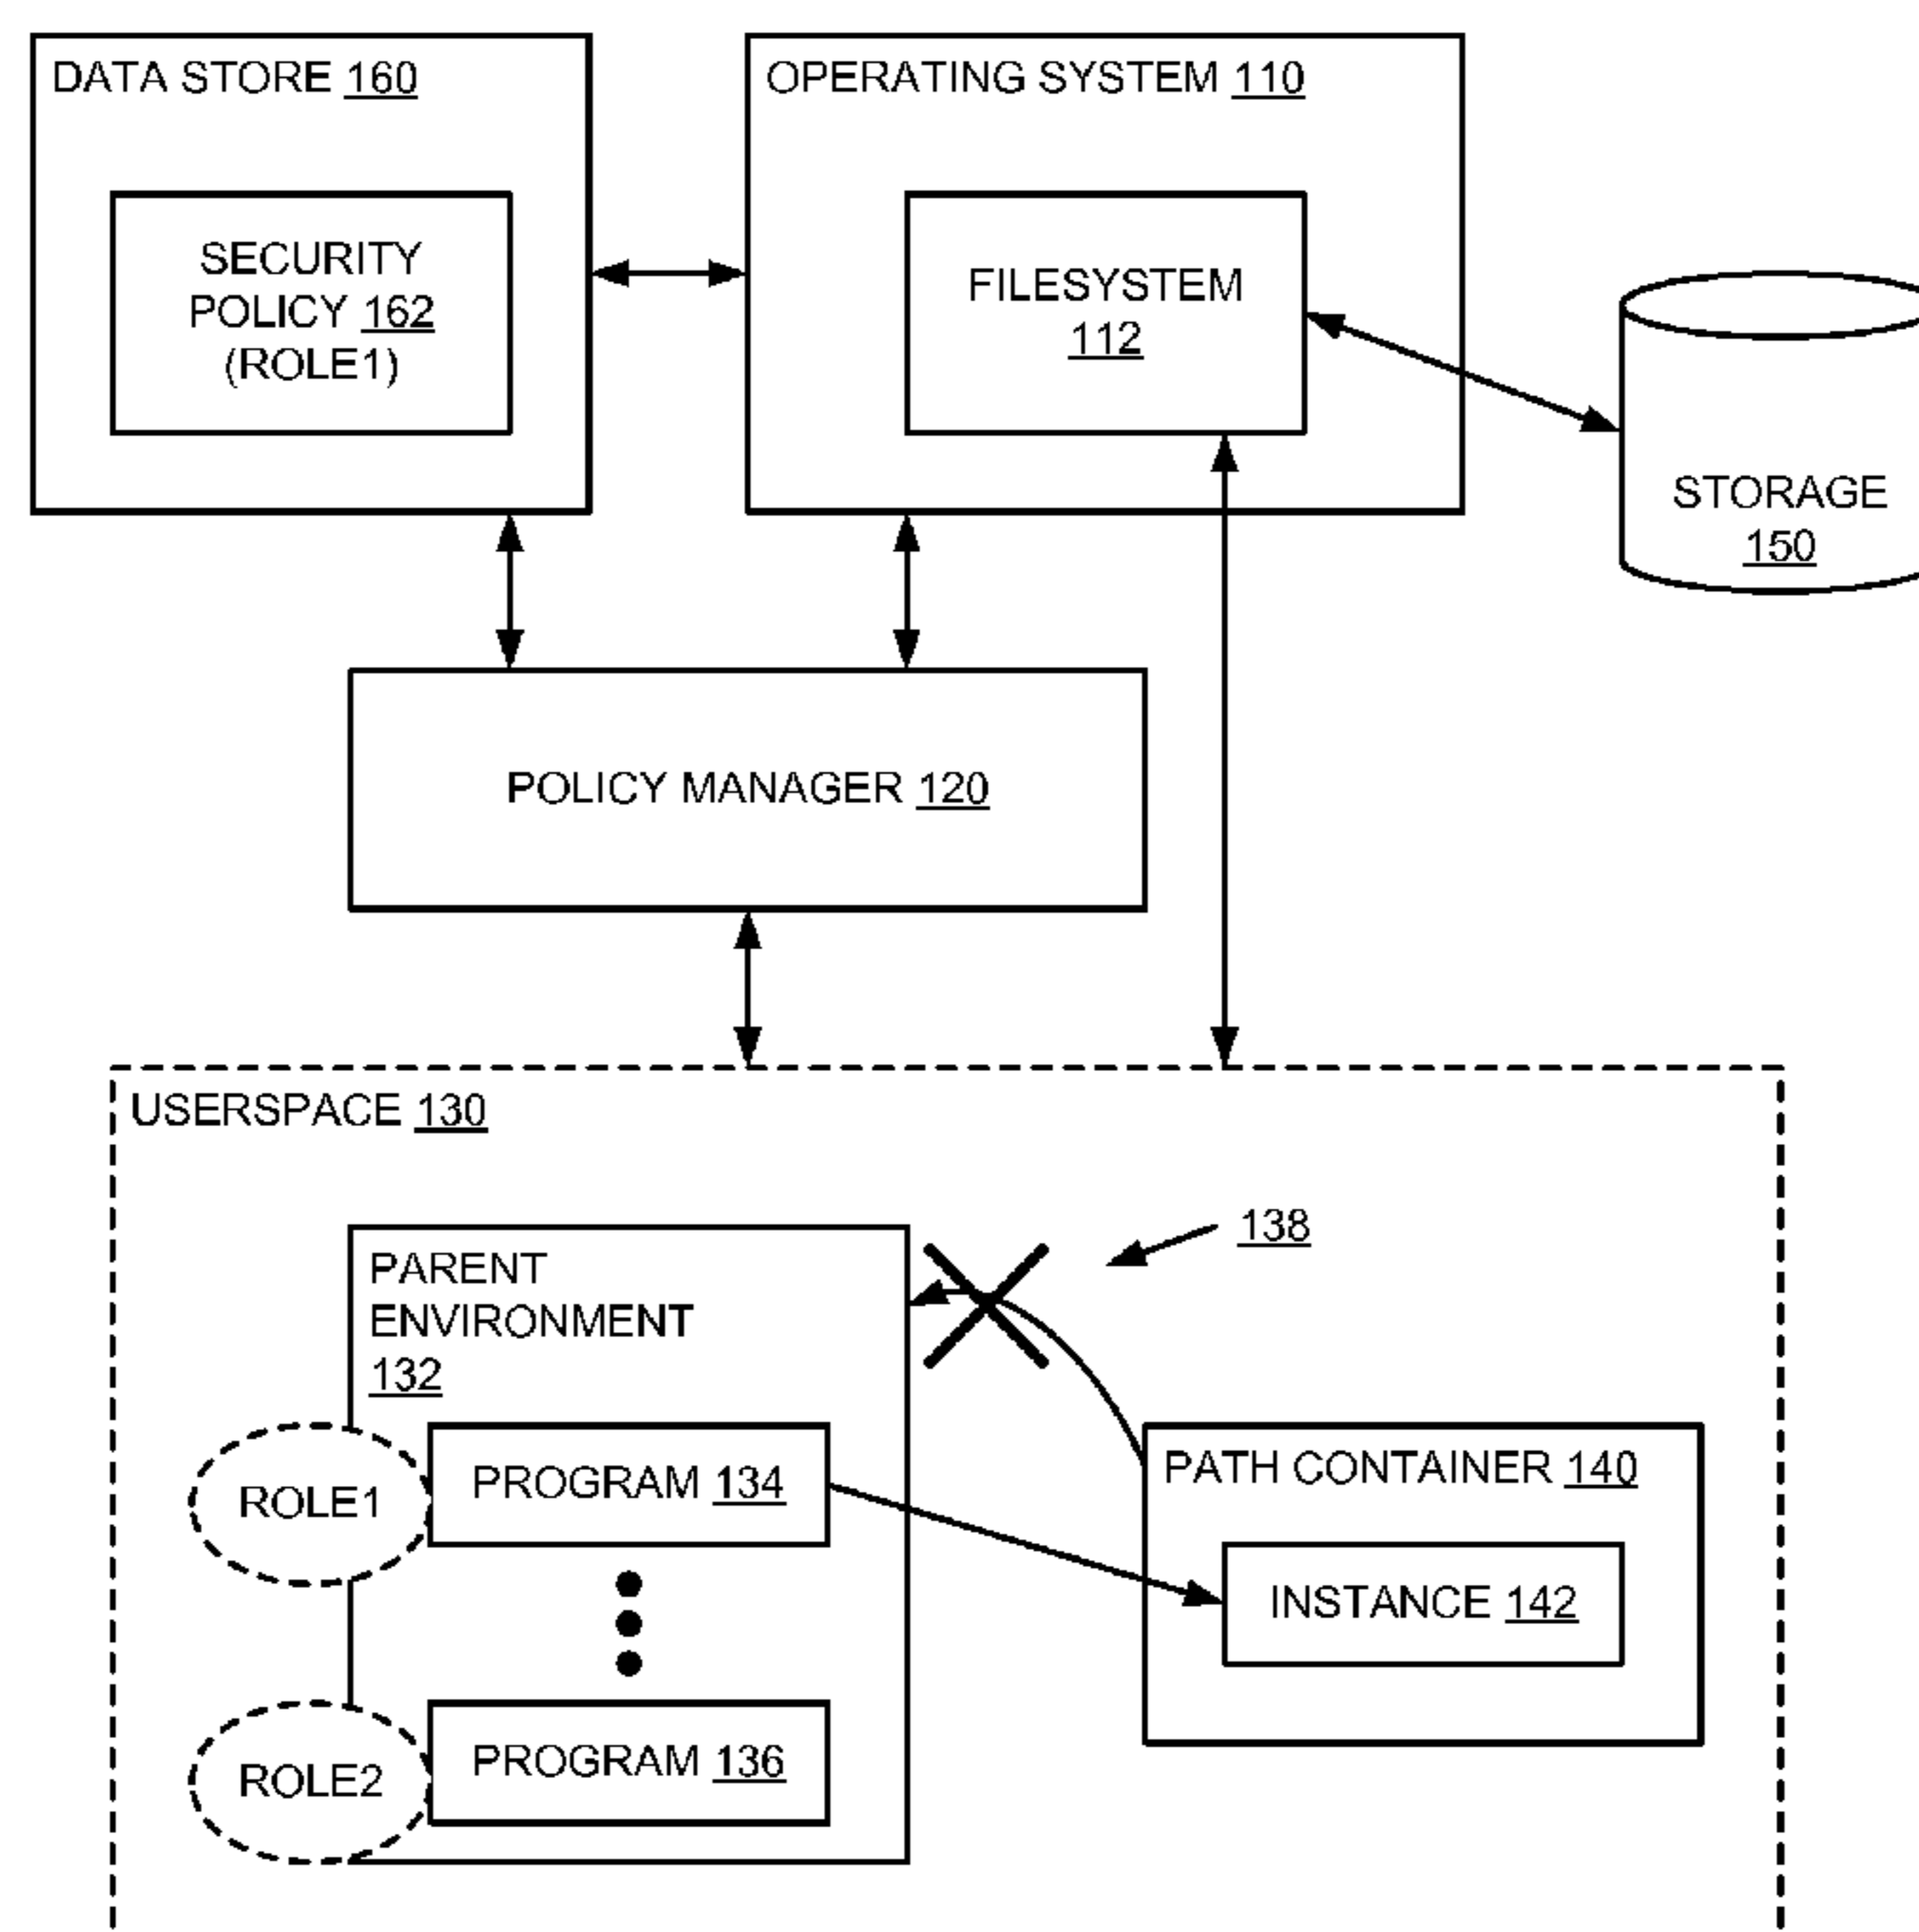 DATA STORE 160
OPERATING SYSTEM 110
SECURITY
POLICY 162
(ROLE1)
FILESYSTEM
112
STORAGE
150
POLICY MANAGER 120
USERSPACE 130
138
PARENT
ENVIRONMENT
132
PATH CONTAINER 140
ROLE1
PROGRAM 134
INSTANCE 142
ROLE2
PROGRAM 136